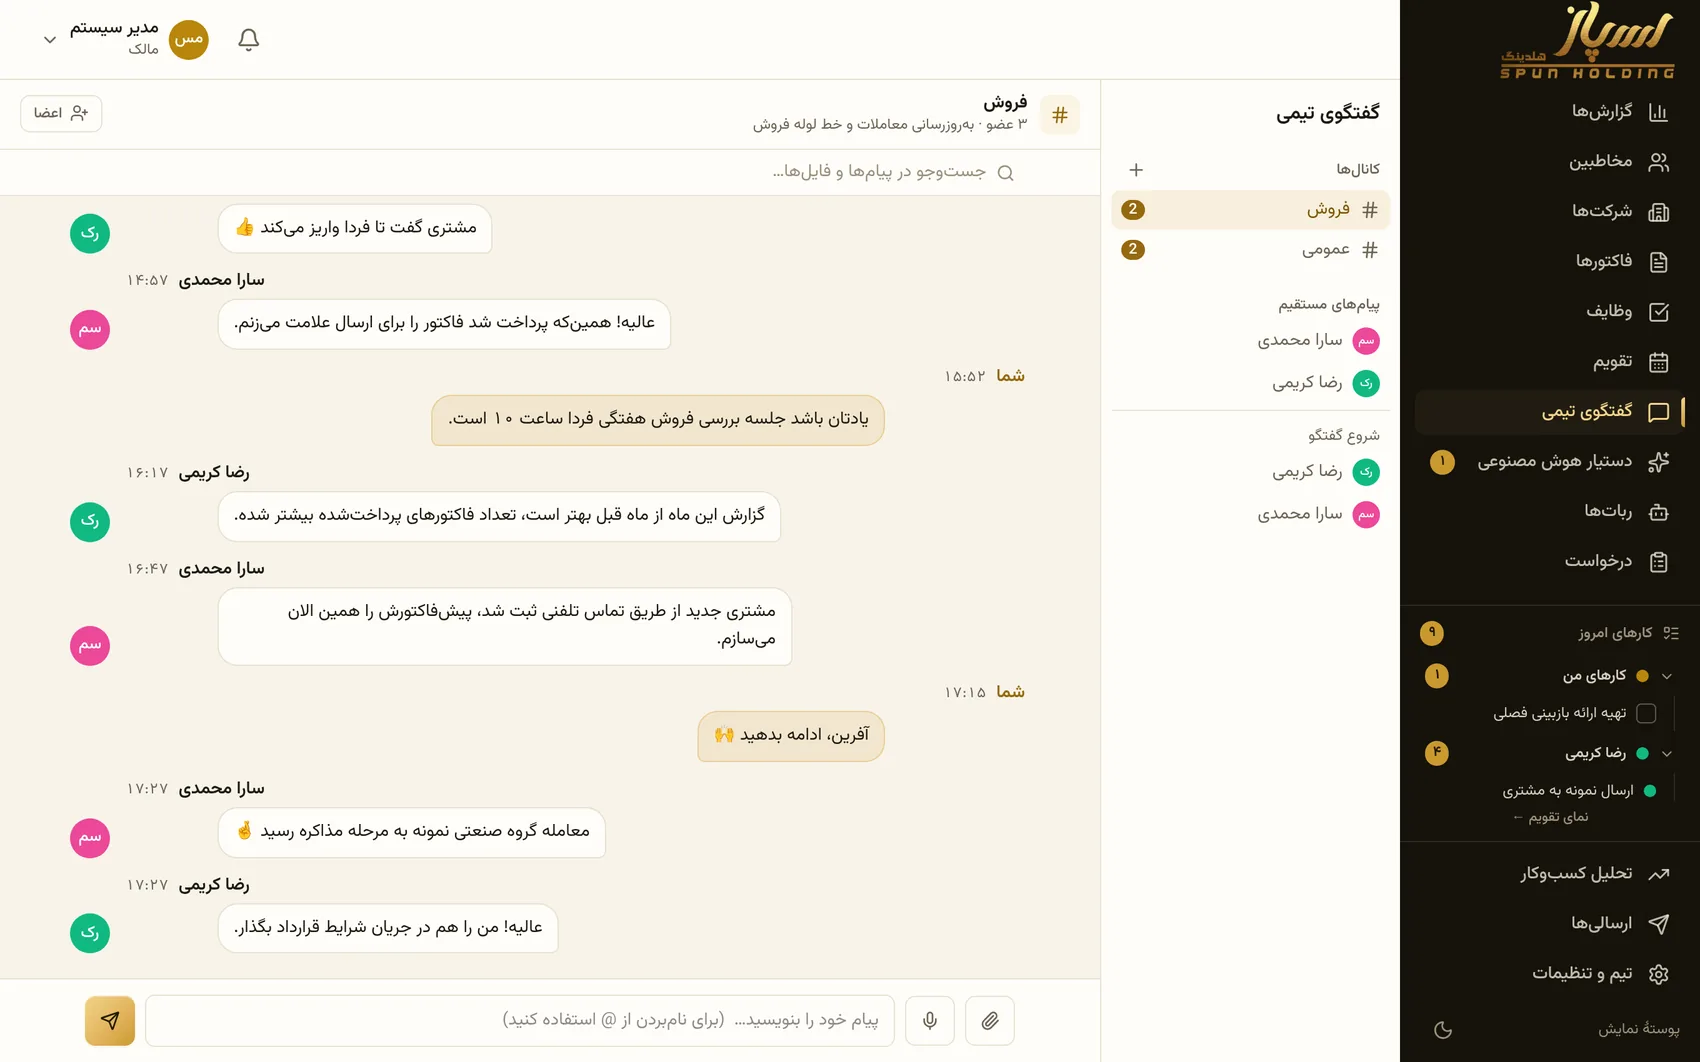 اسپاژ
هلدینگ
SPUN HOLDING
گزارش‌ها
مخاطبین
شرکت‌ها
فاکتورها
وظایف
تقویم
گفتگوی تیمی
دستیار هوش مصنوعی ۱
ربات‌ها
درخواست
کارهای امروز ۹
کارهای من ۱
تهیه ارائه بازبینی فصلی
رضا کریمی ۴
ارسال نمونه به مشتری
نمای تقویم ←
تحلیل کسب‌وکار
ارسالی‌ها
تیم و تنظیمات
پوستهٔ نمایش
مس
مدیر سیستم
مالک
گفتگوی تیمی
کانال‌ها
# فروش 2
# عمومی 2
پیام‌های مستقیم
سم سارا محمدی
رک رضا کریمی
شروع گفتگو
رک رضا کریمی
سم سارا محمدی
# فروش
۳ عضو · به‌روزرسانی معاملات و خط لوله فروش
اعضا
جست‌وجو در پیام‌ها و فایل‌ها...
مشتری گفت تا فردا واریز می‌کند 👍
رک
سارا محمدی ۱۴:۵۷
عالیه! همین‌که پرداخت شد فاکتور را برای ارسال علامت می‌زنم.
سم
شما ۱۵:۵۲
یادتان باشد جلسه بررسی فروش هفتگی فردا ساعت ۱۰ است.
رضا کریمی ۱۶:۱۷
گزارش این ماه از ماه قبل بهتر است، تعداد فاکتورهای پرداخت‌شده بیشتر شده.
رک
سارا محمدی ۱۶:۴۷
مشتری جدید از طریق تماس تلفنی ثبت شد، پیش‌فاکتورش را همین الان
می‌سازم.
سم
شما ۱۷:۱۵
آفرین، ادامه بدهید 🙌
سارا محمدی ۱۷:۲۷
معامله گروه صنعتی نمونه به مرحله مذاکره رسید 🤞
سم
رضا کریمی ۱۷:۲۷
عالیه! من را هم در جریان شرایط قرارداد بگذار.
رک
پیام خود را بنویسید... (برای نام‌بردن از @ استفاده کنید)